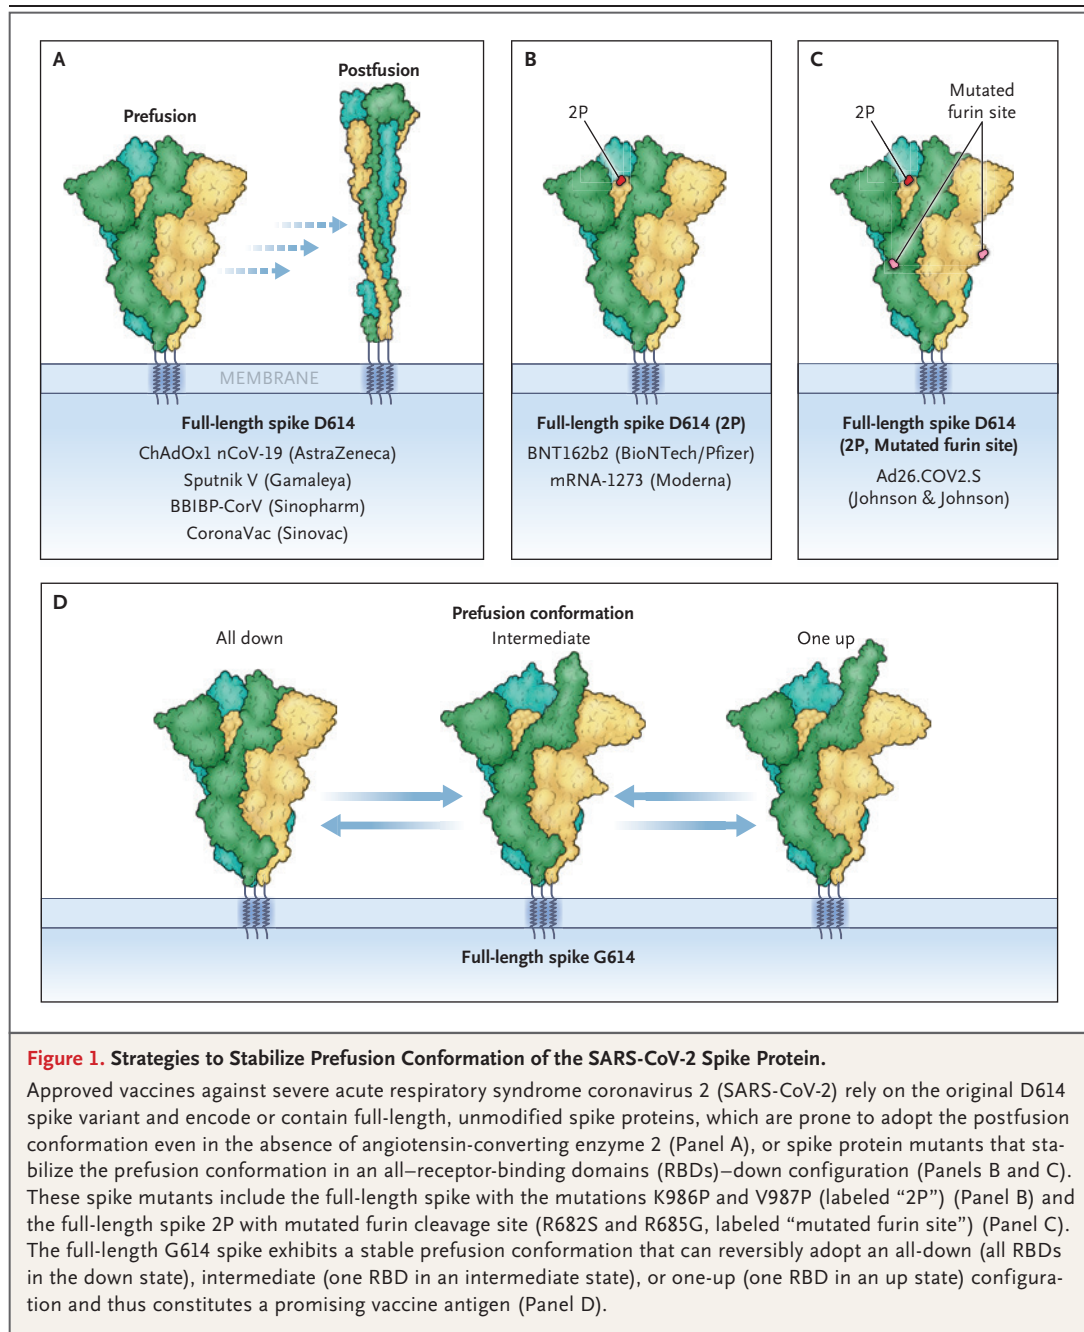 A
Prefusion
Postfusion
MEMBRANE
Full-length spike D614
ChAdOx1 nCoV-19 (AstraZeneca)
Sputnik V (Gamaleya)
BBIBP-CorV (Sinopharm)
CoronaVac (Sinovac)
B
2P
Full-length spike D614 (2P)
BNT162b2 (BioNTech/Pfizer)
mRNA-1273 (Moderna)
C
Mutated
furin site
2P
Full-length spike D614
(2P, Mutated furin site)
Ad26.COV2.S
(Johnson & Johnson)
D
Prefusion conformation
All down
Intermediate
One up
Full-length spike G614
Figure 1. Strategies to Stabilize Prefusion Conformation of the SARS-CoV-2 Spike Protein.
Approved vaccines against severe acute respiratory syndrome coronavirus 2 (SARS-CoV-2) rely on the original D614
spike variant and encode or contain full-length, unmodified spike proteins, which are prone to adopt the postfusion
conformation even in the absence of angiotensin-converting enzyme 2 (Panel A), or spike protein mutants that sta-
bilize the prefusion conformation in an all–receptor-binding domains (RBDs)–down configuration (Panels B and C).
These spike mutants include the full-length spike with the mutations K986P and V987P (labeled “2P”) (Panel B) and
the full-length spike 2P with mutated furin cleavage site (R682S and R685G, labeled “mutated furin site”) (Panel C).
The full-length G614 spike exhibits a stable prefusion conformation that can reversibly adopt an all-down (all RBDs
in the down state), intermediate (one RBD in an intermediate state), or one-up (one RBD in an up state) configura-
tion and thus constitutes a promising vaccine antigen (Panel D).